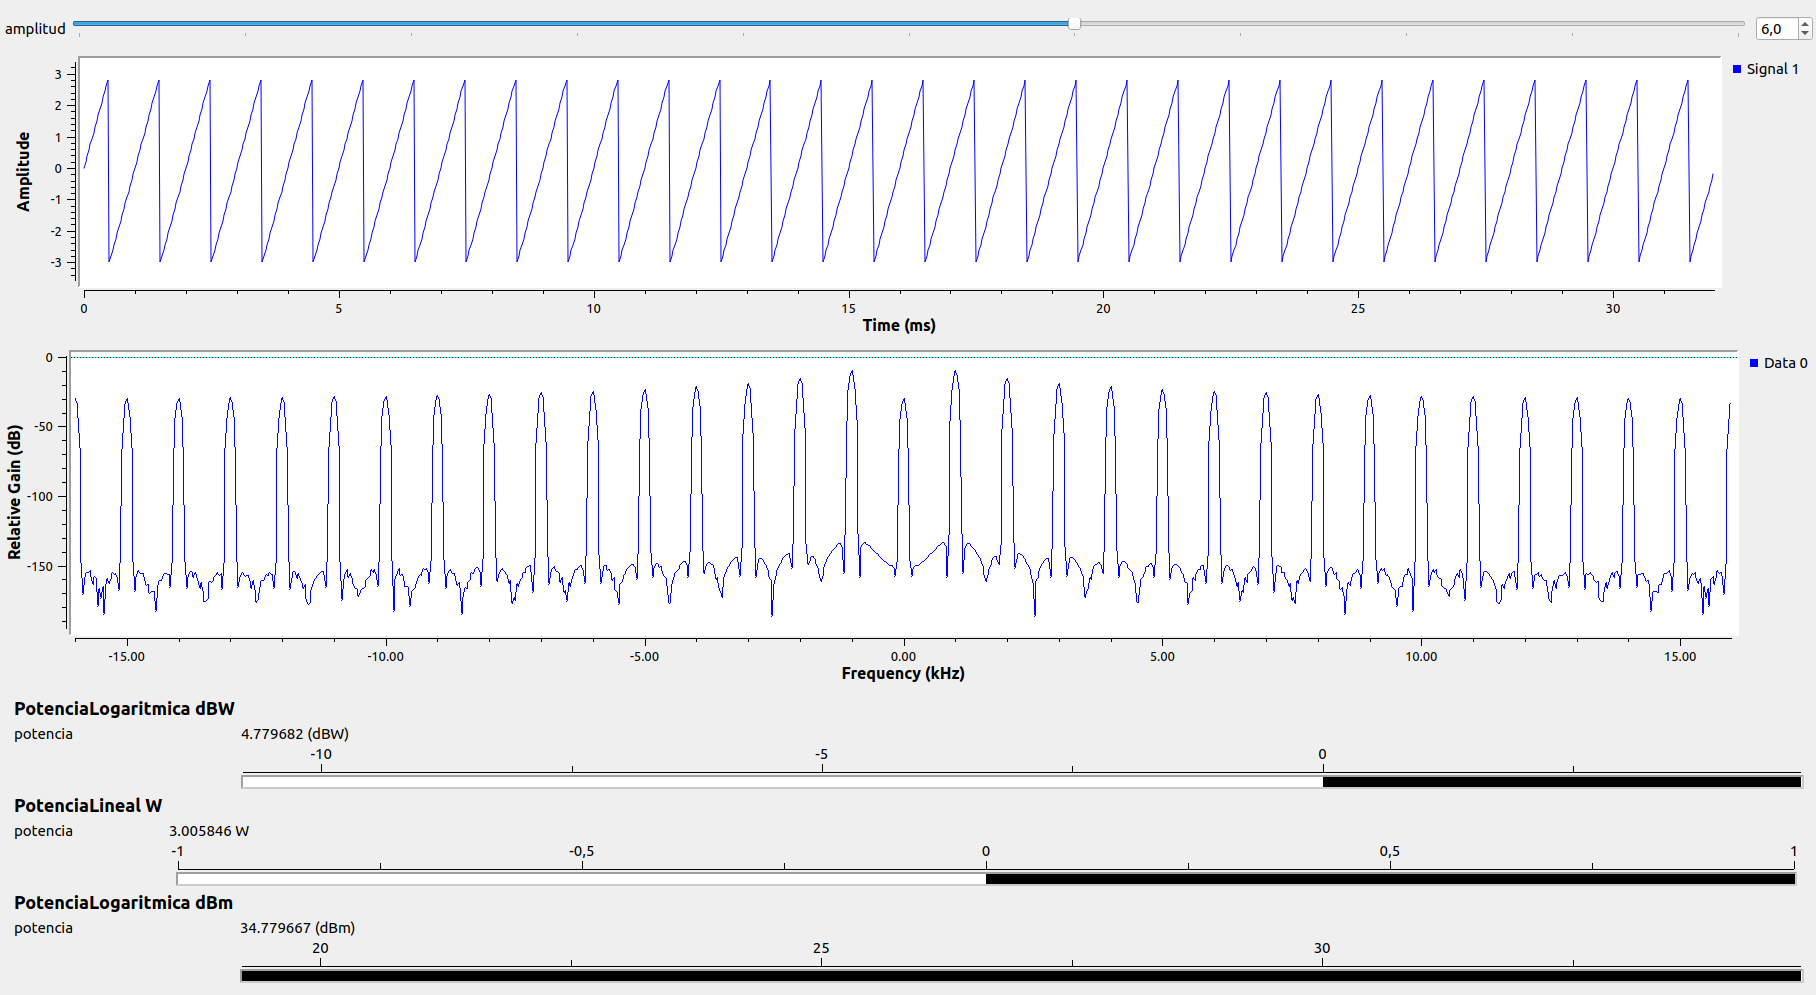 amplitud 6,0
Signal 1
Amplitude
3
2
1
0
-1
-2
-3
0 5 10 15 20 25 30
Time (ms)
Data 0
Relative Gain (dB)
0
-50
-100
-150
-15.00 -10.00 -5.00 0.00 5.00 10.00 15.00
Frequency (kHz)
PotenciaLogaritmica dBW
potencia 4.779682 (dBW)
-10 -5 0
PotenciaLineal W
potencia 3.005846 W
-1 -0,5 0 0,5 1
PotenciaLogaritmica dBm
potencia 34.779667 (dBm)
20 25 30